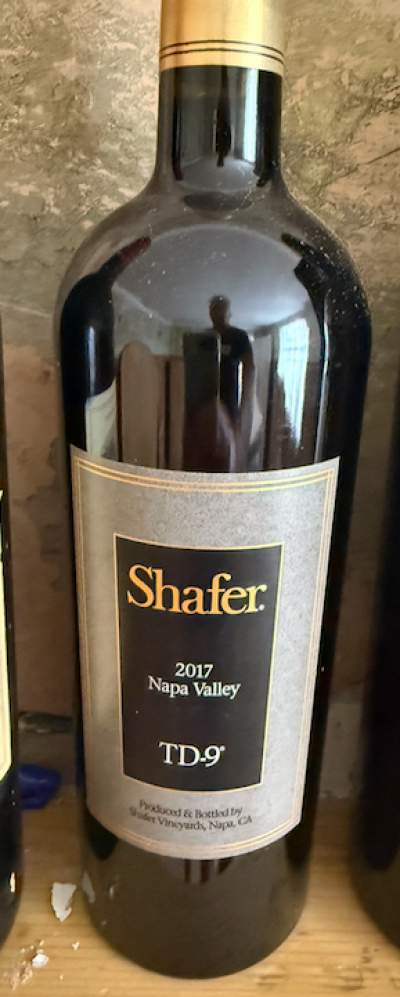 Shafer.
2017
Napa Valley
TD-9®
Produced & Bottled by
Shafer Vineyards, Napa, CA